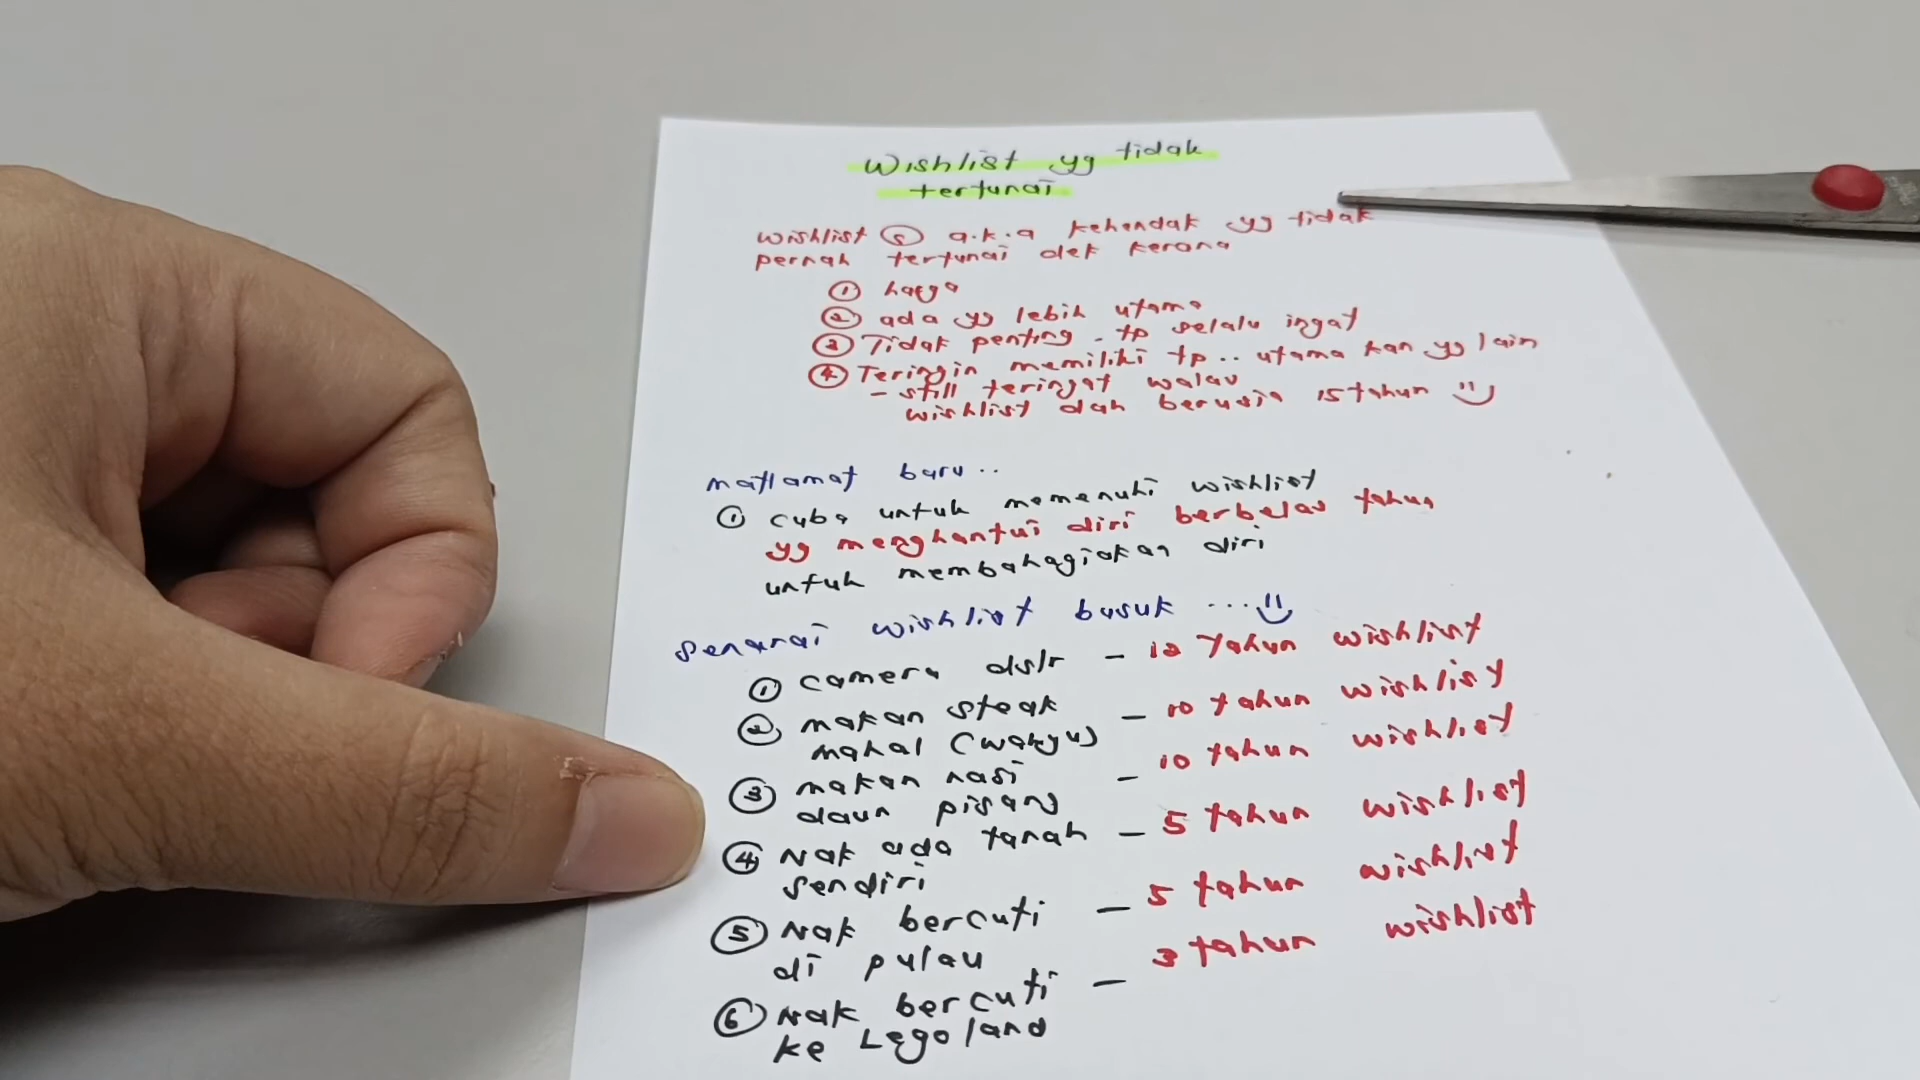 Wishlist yg tidak
tertunai
wishlist (s) a.k.a kehendak yg tidak
pernah tertunai olek kerana
① harga
② ada yg lebih utama
③ Tidak penting - tp selalu ingat
④ Teringin memiliki tp .. utama kan yg lain
- still teringat walau
wishlist dah berusia 15 tahun
matlamat baru ..
① cuba untuk memenuhi wishlist
yg menghantui diri berbelas tahun
untuk membahagiakan diri
senarai wishlist busuk ...
① camera dslr - 12 tahun wishlist
② makan steak - 10 tahun wishlist
mahal (wakyu)
③ makan nasi - 10 tahun wishlist
daun pisang
④ Nak ada tanah - 5 tahun wishlist
sendiri
⑤ Nak bercuti - 5 tahun wishlist
di pulau
⑥ Nak bercuti - 3 tahun wishlist
ke Legoland